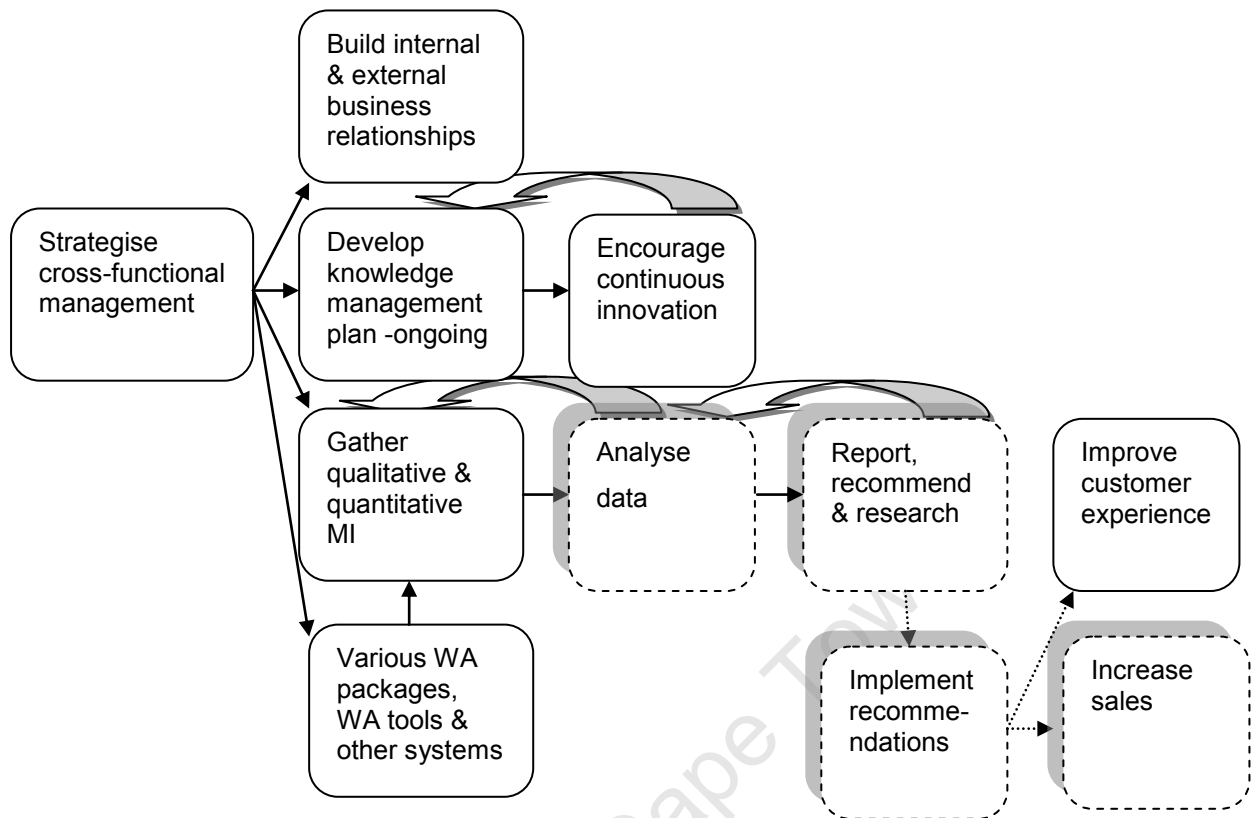 Build internal
& external
business
relationships
Strategise
cross-functional
management
Develop
knowledge
management
plan -ongoing
Encourage
continuous
innovation
Gather
qualitative &
quantitative
MI
Analyse
data
Report,
recommend
& research
Improve
customer
experience
Various WA
packages,
WA tools &
other systems
Implement
recomme-
ndations
Increase
sales
Cape Tow